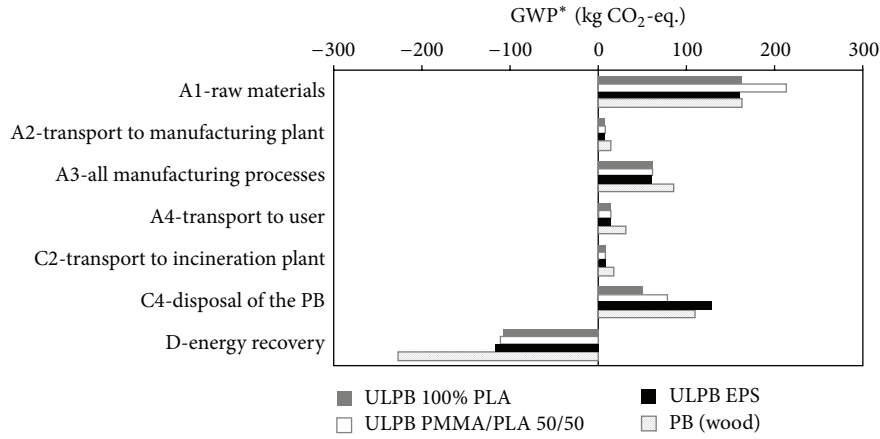 GWP* (kg CO₂-eq.)
−300 −200 −100 0 100 200 300
A1-raw materials
A2-transport to manufacturing plant
A3-all manufacturing processes
A4-transport to user
C2-transport to incineration plant
C4-disposal of the PB
D-energy recovery
ULPB 100% PLA ULPB EPS
ULPB PMMA/PLA 50/50 PB (wood)